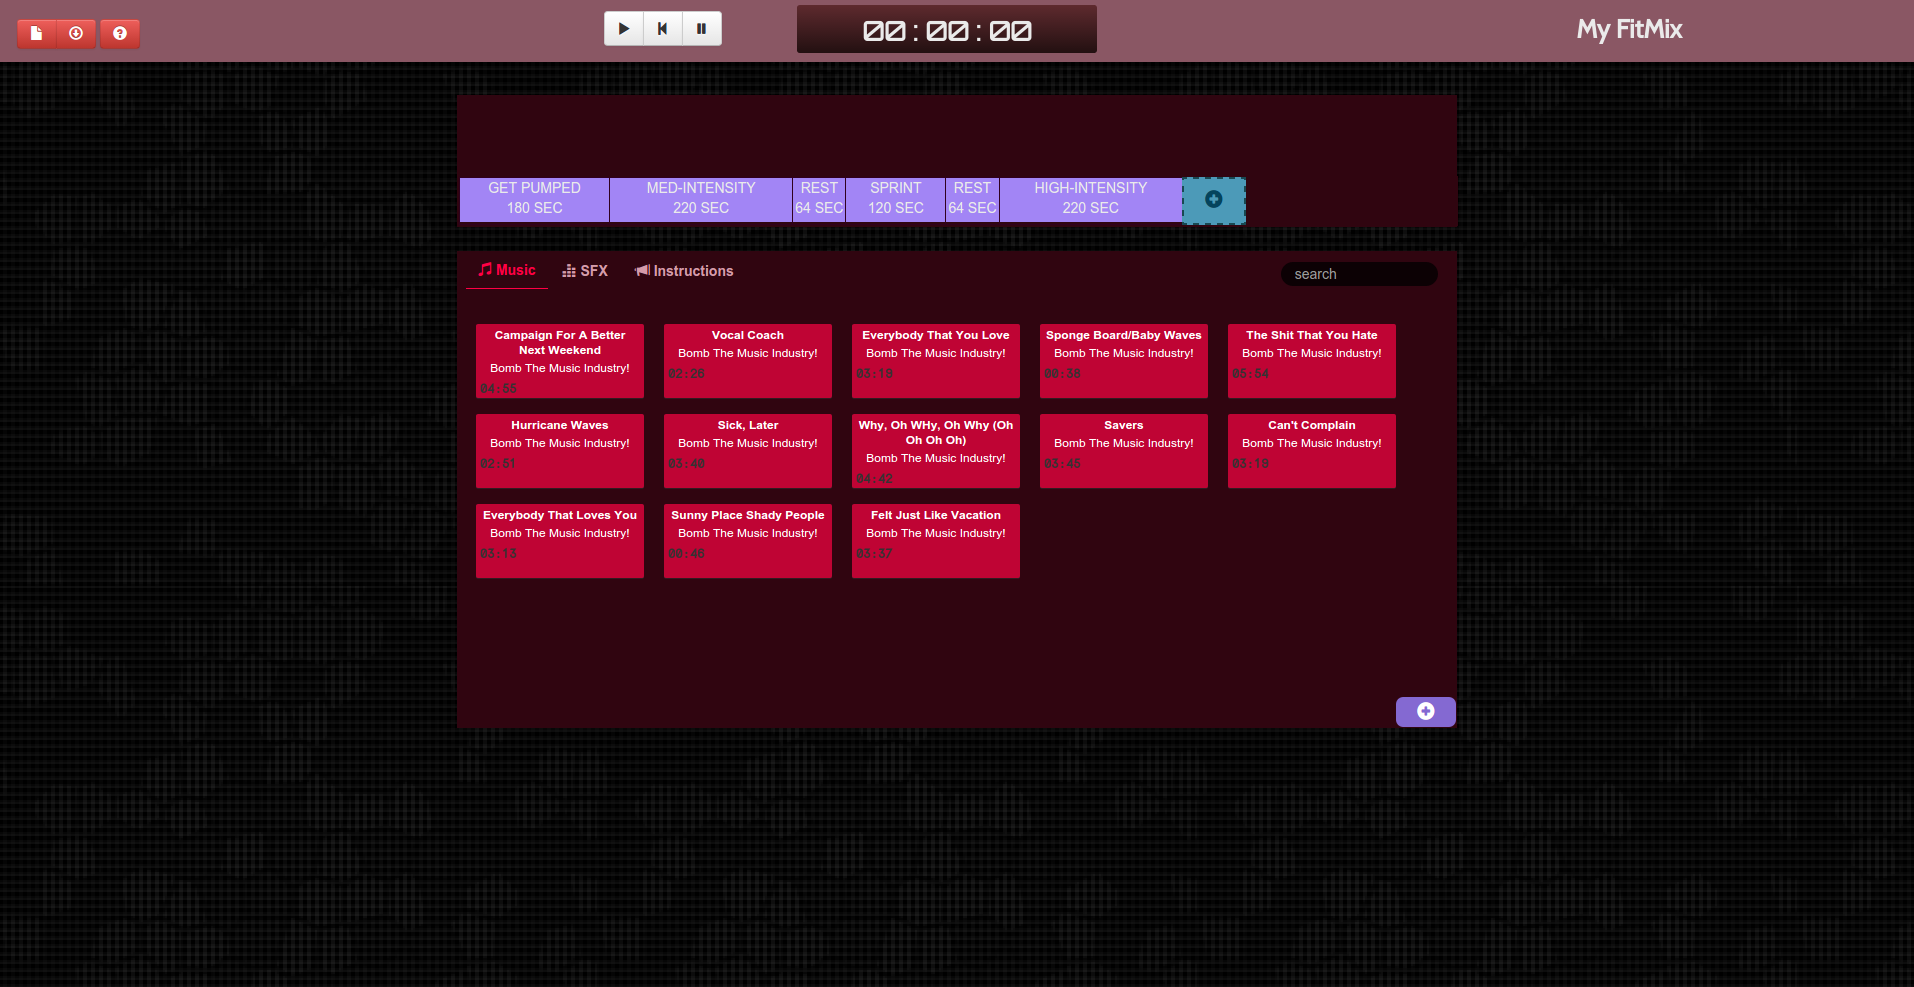 00:00:00
My FitMix
GET PUMPED
180 SEC
MED-INTENSITY
220 SEC
REST
64 SEC
SPRINT
120 SEC
REST
64 SEC
HIGH-INTENSITY
220 SEC
Music
SFX
Instructions
search
Campaign For A Better
Next Weekend
Bomb The Music Industry!
04:55
Vocal Coach
Bomb The Music Industry!
02:26
Everybody That You Love
Bomb The Music Industry!
03:18
Sponge Board/Baby Waves
Bomb The Music Industry!
00:38
The Shit That You Hate
Bomb The Music Industry!
05:54
Hurricane Waves
Bomb The Music Industry!
02:51
Sick, Later
Bomb The Music Industry!
03:40
Why, Oh WHy, Oh Why (Oh
Oh Oh Oh)
Bomb The Music Industry!
04:42
Savers
Bomb The Music Industry!
03:45
Can't Complain
Bomb The Music Industry!
03:18
Everybody That Loves You
Bomb The Music Industry!
03:13
Sunny Place Shady People
Bomb The Music Industry!
00:46
Felt Just Like Vacation
Bomb The Music Industry!
03:37